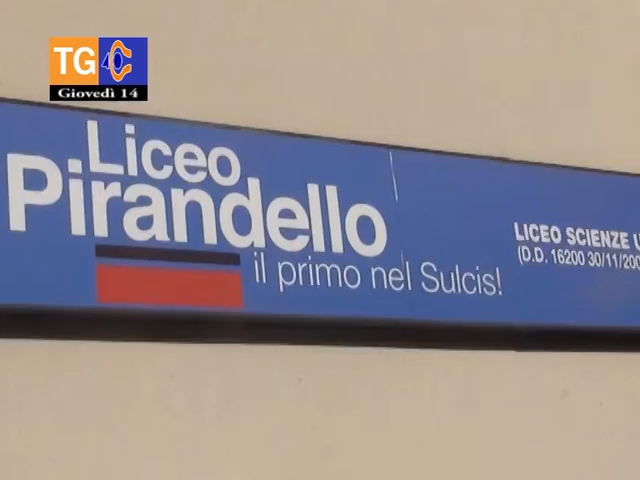 TG
Giovedì 14
Liceo
Pirandello
il primo nel Sulcis!
LICEO SCIENZE U
(D.D. 16200 30/11/200